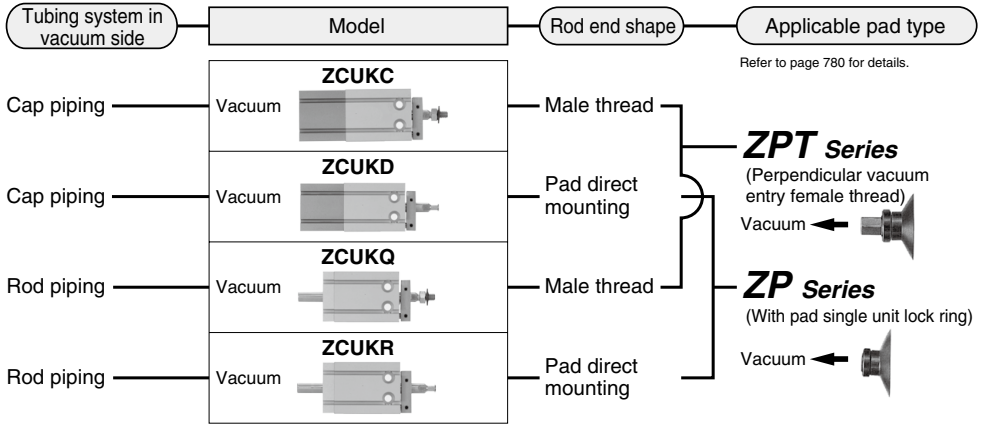 Tubing system in
vacuum side
Model
Rod end shape
Applicable pad type
Refer to page 780 for details.
ZCUKC
Cap piping
Vacuum
Male thread
ZCUKD
Cap piping
Vacuum
Pad direct
mounting
ZCUKQ
Rod piping
Vacuum
Male thread
ZCUKR
Rod piping
Vacuum
Pad direct
mounting
ZPT Series
(Perpendicular vacuum
entry female thread)
Vacuum
ZP Series
(With pad single unit lock ring)
Vacuum